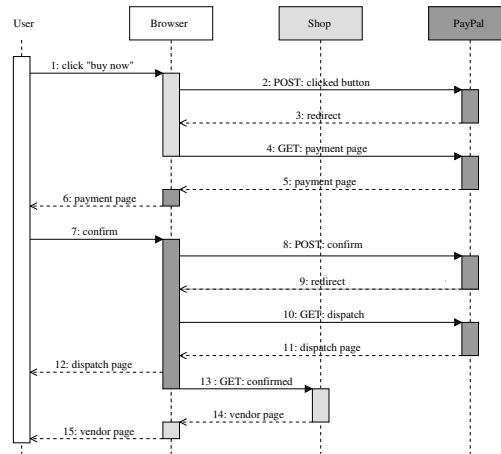 User
Browser
Shop
PayPal
1: click "buy now"
2: POST: clicked button
3: redirect
4: GET: payment page
5: payment page
6: payment page
7: confirm
8: POST: confirm
9: redirect
10: GET: dispatch
11: dispatch page
12: dispatch page
13 : GET: confirmed
14: vendor page
15: vendor page